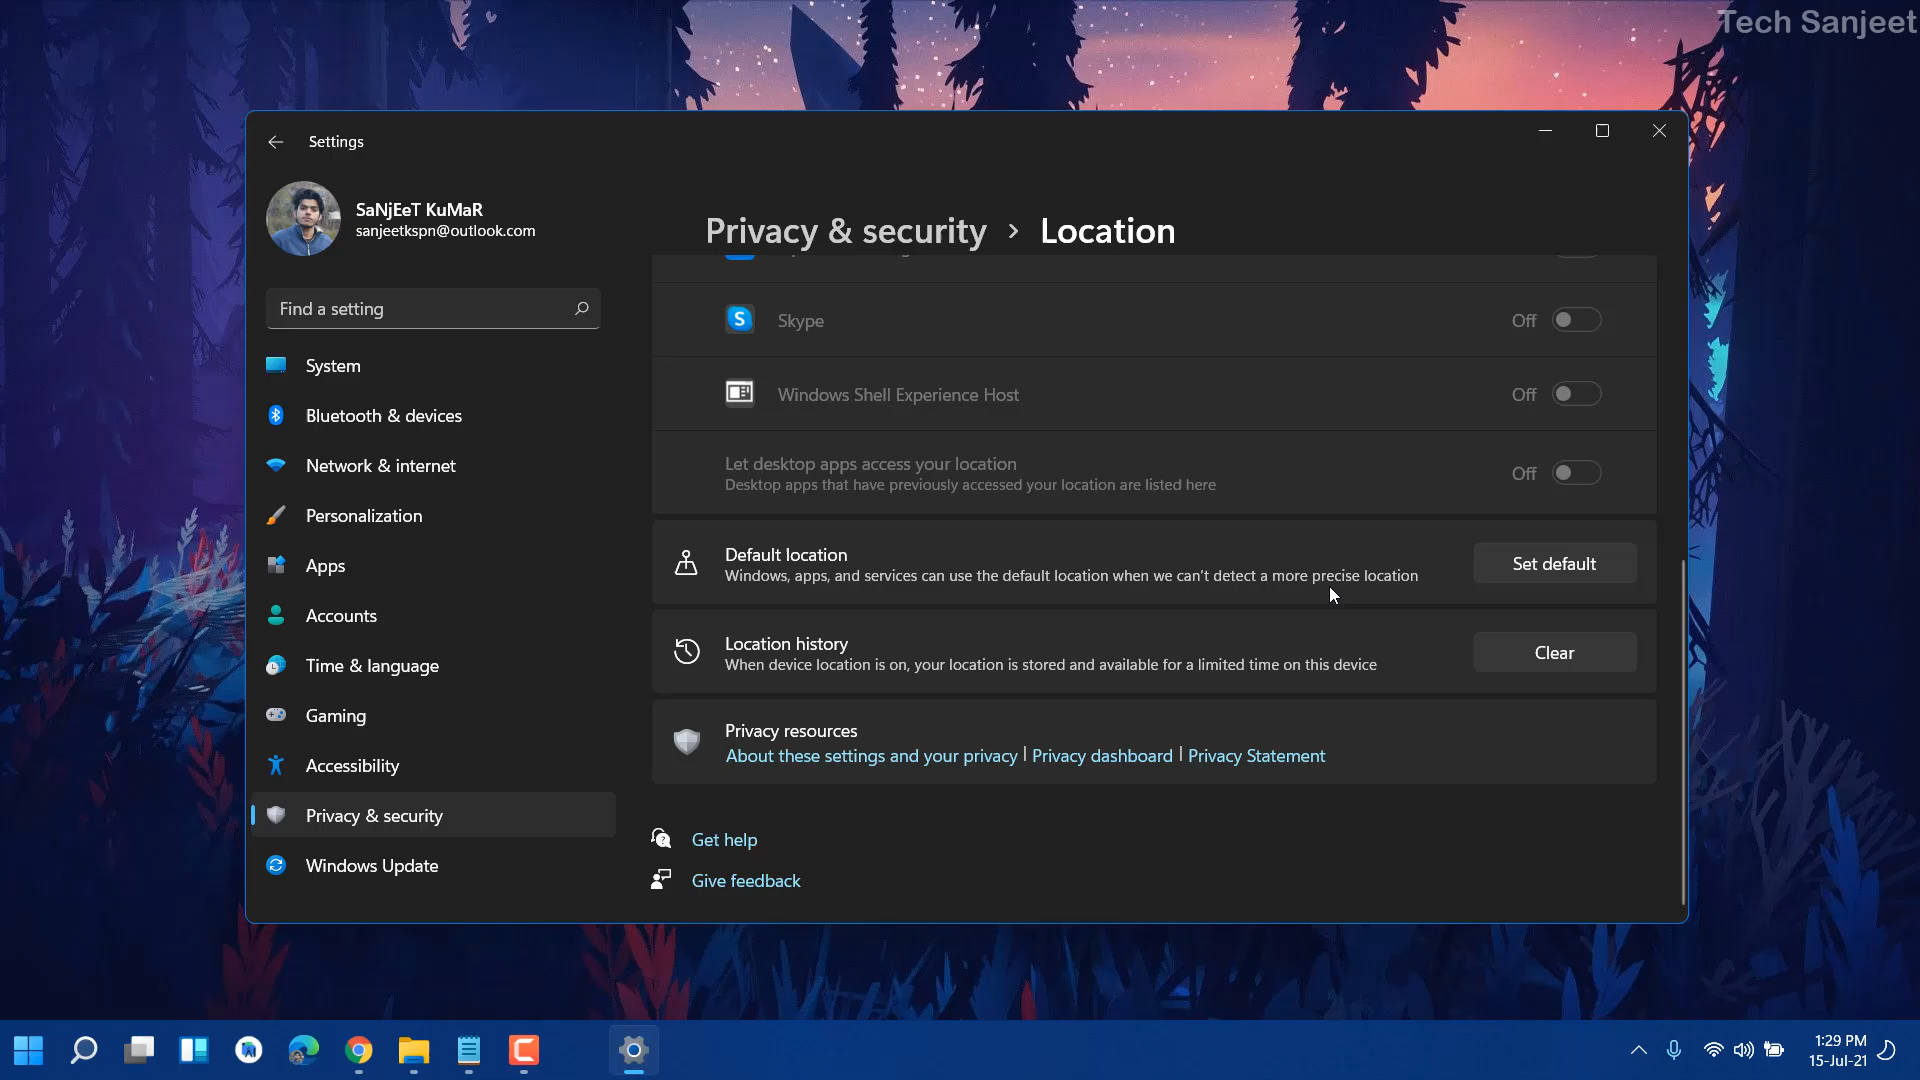 Tech Sanjeet
Settings
SaNjEeT KuMaR
sanjeetkspn@outlook.com
Find a setting
System
Bluetooth & devices
Network & internet
Personalization
Apps
Accounts
Time & language
Gaming
Accessibility
Privacy & security
Windows Update
Privacy & security › Location
Skype
Off
Windows Shell Experience Host
Off
Let desktop apps access your location
Desktop apps that have previously accessed your location are listed here
Off
Default location
Windows, apps, and services can use the default location when we can't detect a more precise location
Set default
Location history
When device location is on, your location is stored and available for a limited time on this device
Clear
Privacy resources
About these settings and your privacy | Privacy dashboard | Privacy Statement
Get help
Give feedback
1:29 PM
15-Jul-21